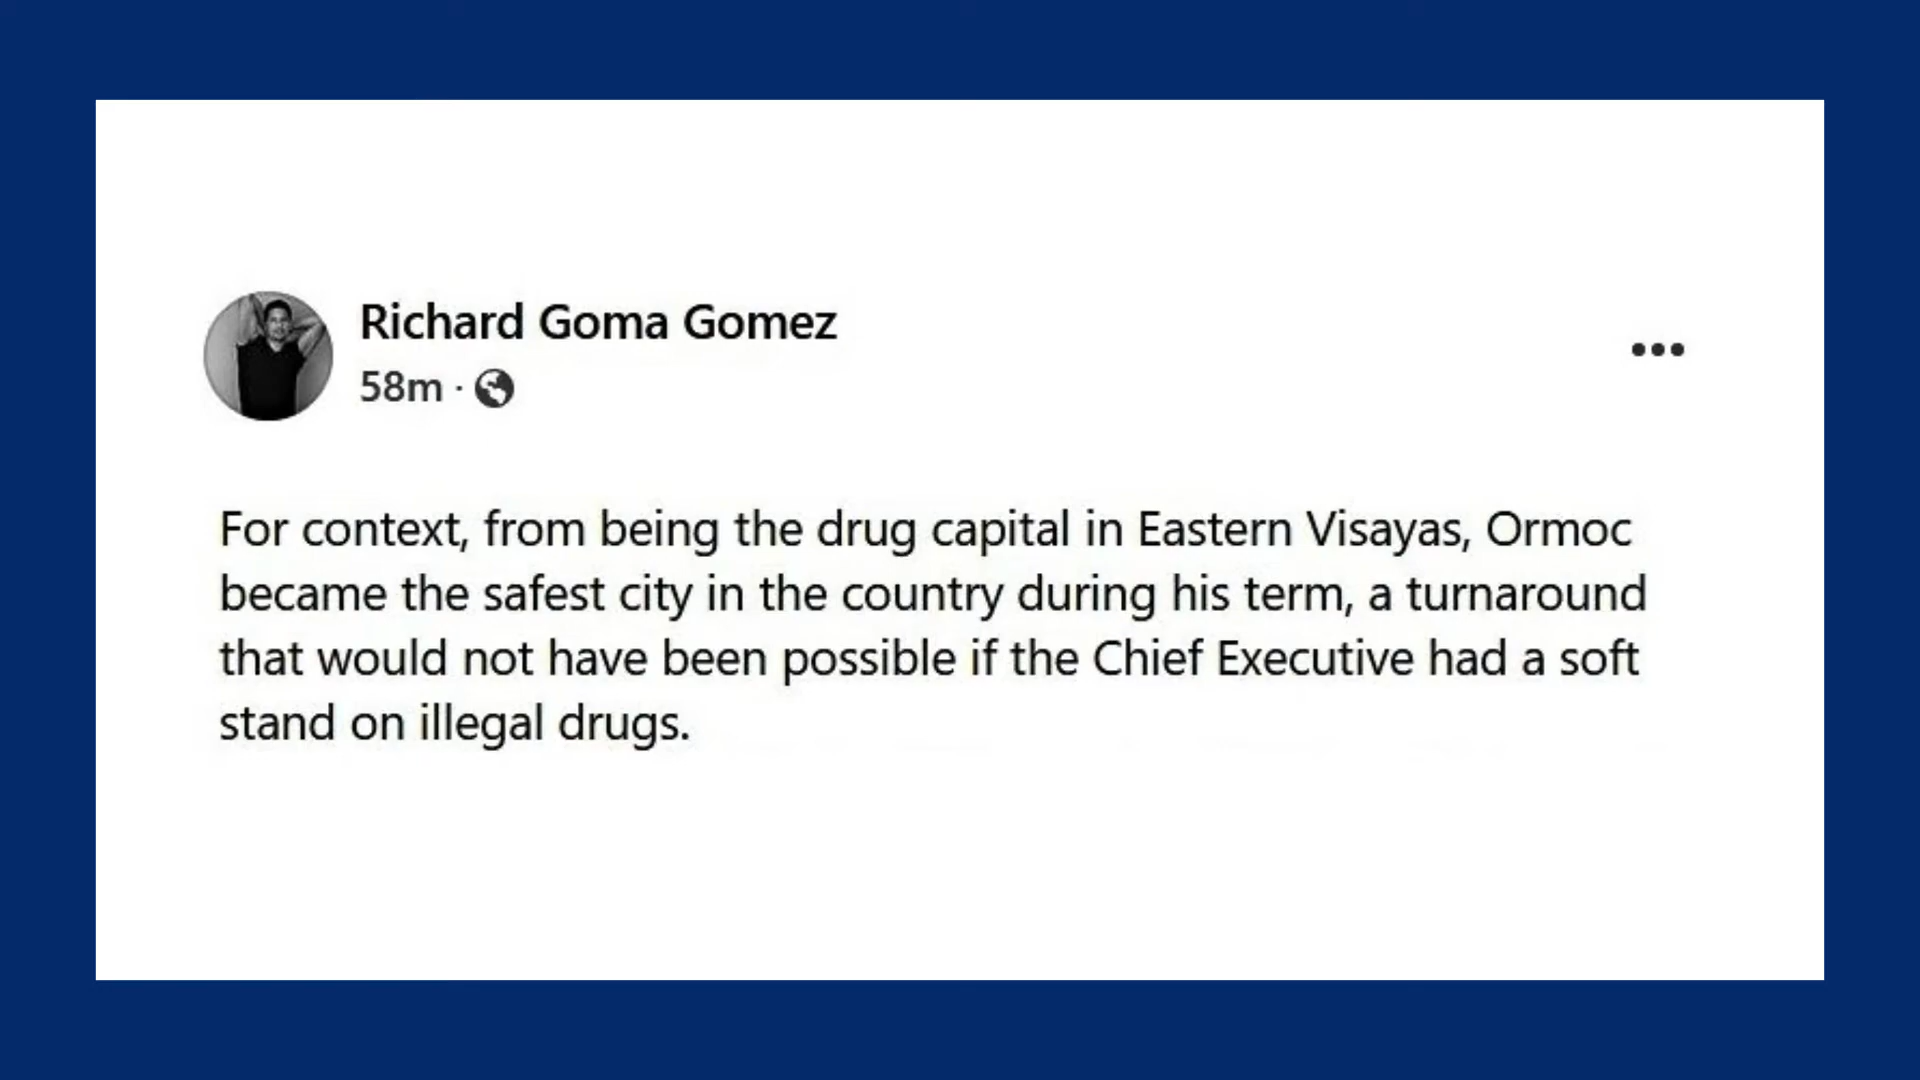 Richard Goma Gomez
58m ·
For context, from being the drug capital in Eastern Visayas, Ormoc
became the safest city in the country during his term, a turnaround
that would not have been possible if the Chief Executive had a soft
stand on illegal drugs.